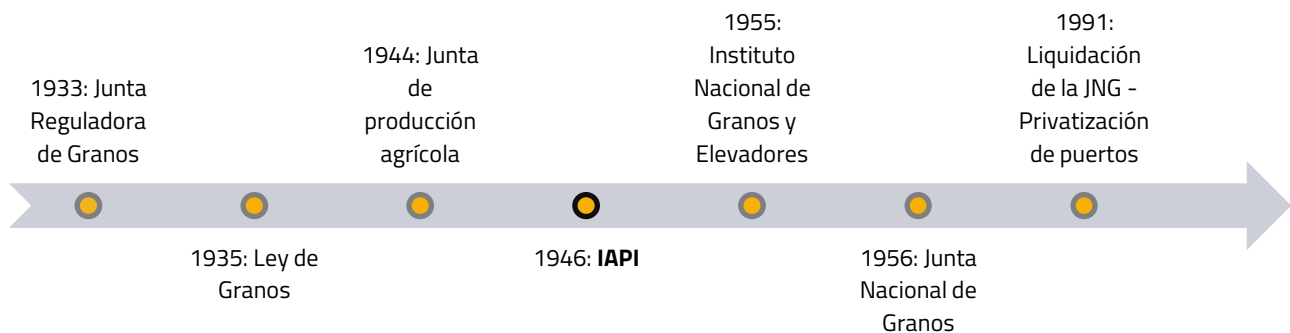 1933: Junta
Reguladora
de Granos
1935: Ley de
Granos
1944: Junta
de
producción
agrícola
1946: IAPI
1955:
Instituto
Nacional de
Granos y
Elevadores
1956: Junta
Nacional de
Granos
1991:
Liquidación
de la JNG -
Privatización
de puertos